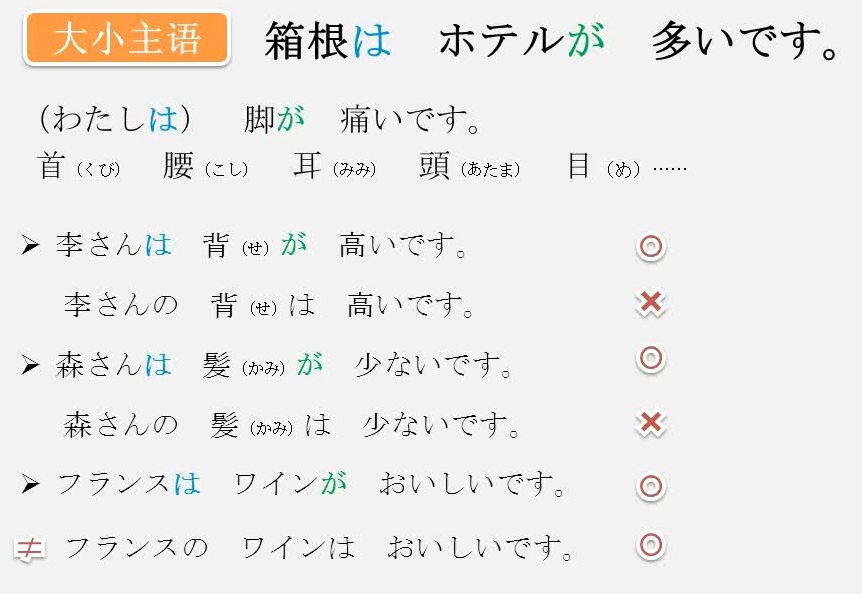 大小主语 箱根は ホテルが 多いです。
（わたしは） 脚が 痛いです。
首（くび） 腰（こし） 耳（みみ） 頭（あたま） 目（め）……
➢ 李さんは 背（せ）が 高いです。 ◎
李さんの 背（せ）は 高いです。 ×
➢ 森さんは 髪（かみ）が 少ないです。 ◎
森さんの 髪（かみ）は 少ないです。 ×
➢ フランスは ワインが おいしいです。 ◎
≠ フランスの ワインは おいしいです。 ◎